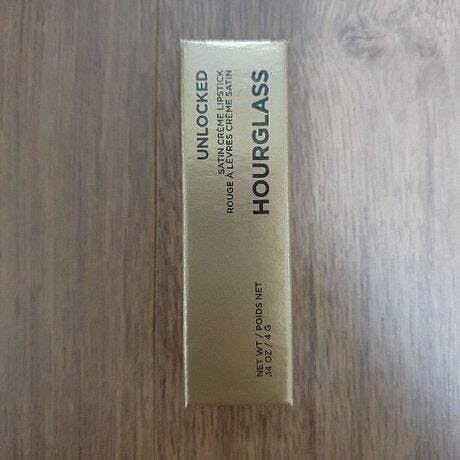 UNLOCKED
SATIN CRÈME LIPSTICK
ROUGE À LÈVRES CRÈME SATIN
HOURGLASS
NET WT / POIDS NET
.14 OZ / 4 G